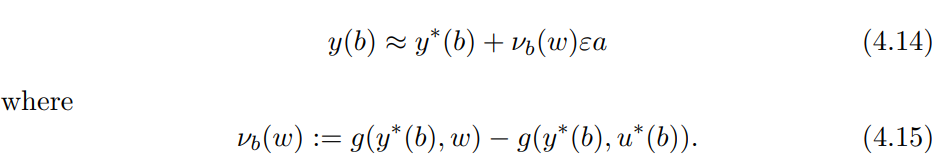 y(b) ≈ y*(b) + ν_b(w)εa (4.14)
where
ν_b(w) := g(y*(b), w) − g(y*(b), u*(b)). (4.15)